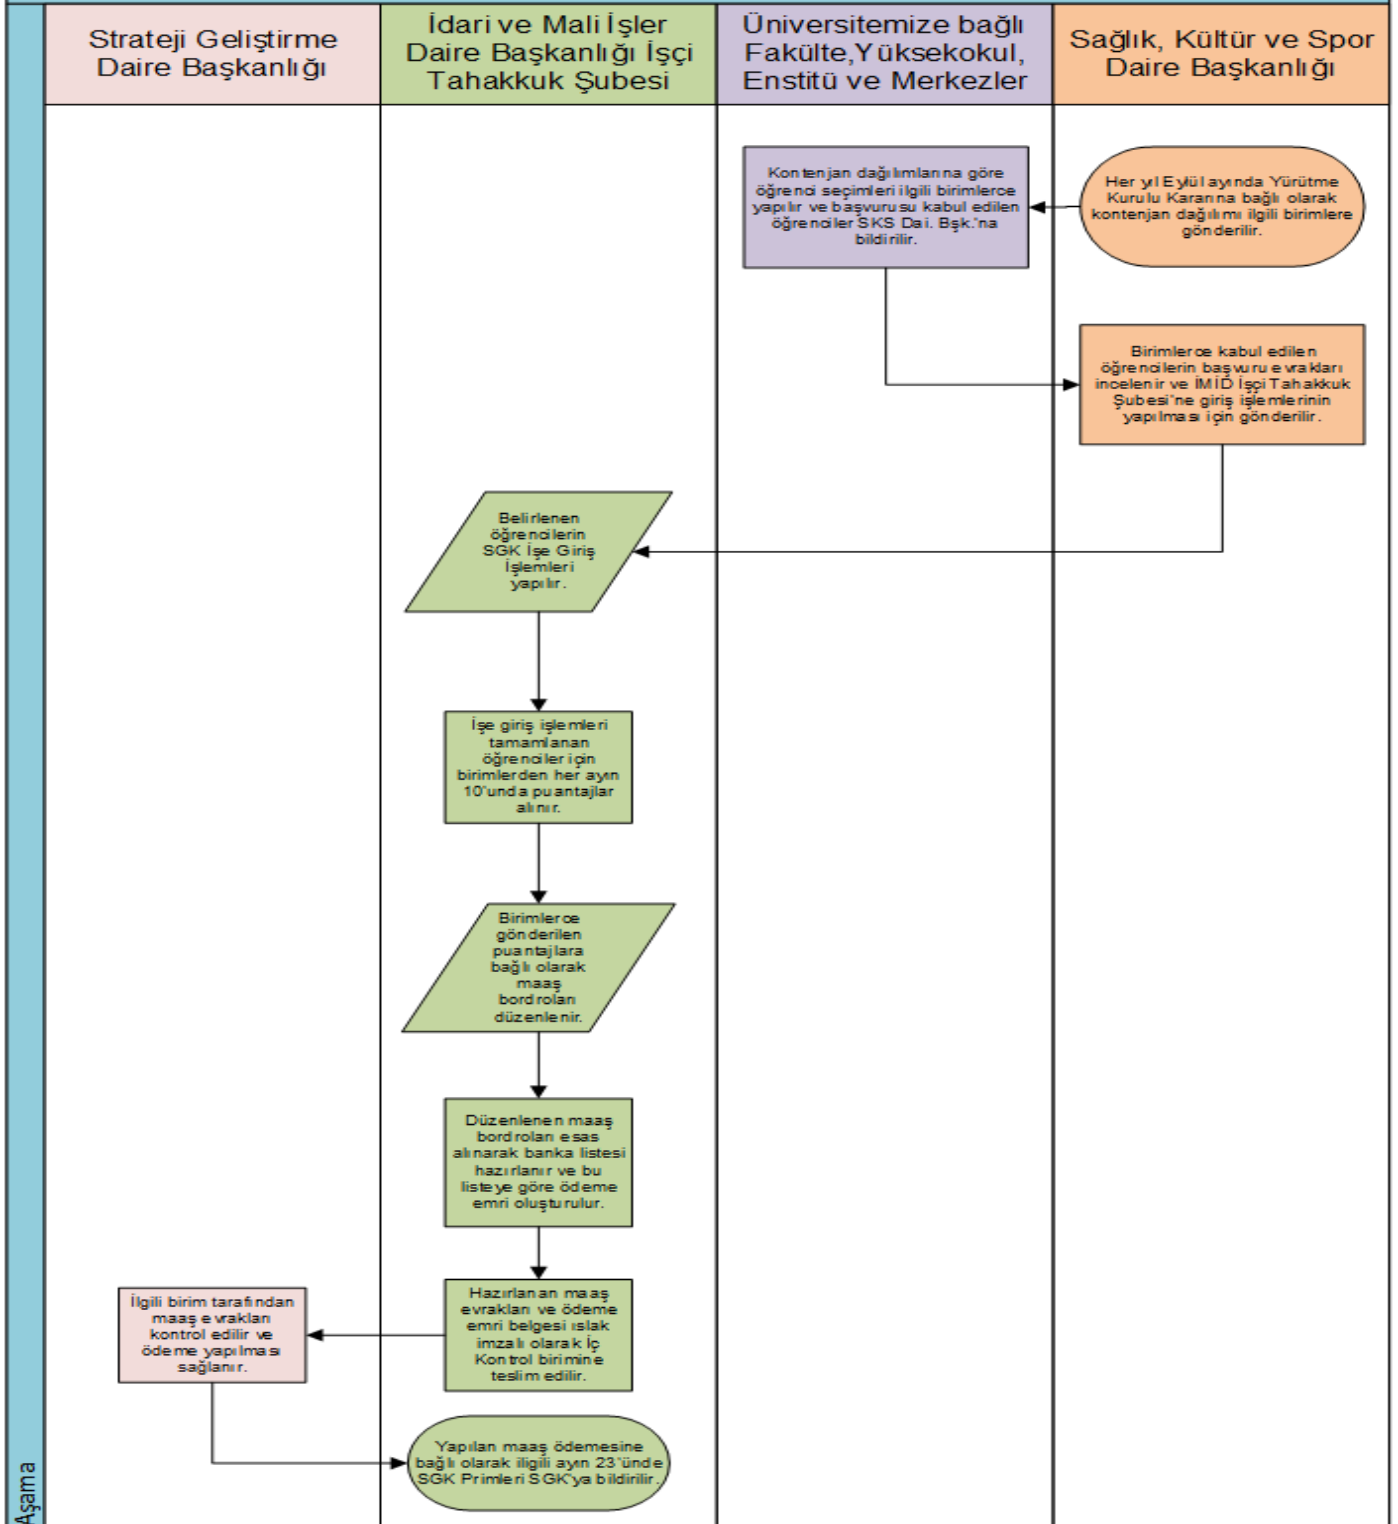 Strateji Geliştirme
Daire Başkanlığı
İdari ve Mali İşler
Daire Başkanlığı İşçi
Tahakkuk Şubesi
Üniversitemize bağlı
Fakülte,Yüksekokul,
Enstitü ve Merkezler
Sağlık, Kültür ve Spor
Daire Başkanlığı
Her yıl Eylül ayında Yürütme
Kurulu Kararına bağlı olarak
kontenjan dağılımı ilgili birimlere
gönderilir.
Kontenjan dağılımlarına göre
öğrenci seçimleri ilgili birimlerce
yapılır ve başvurusu kabul edilen
öğrenciler SKS Dai. Bşk.'na
bildirilir.
Birimlerce kabul edilen
öğrencilerin başvuru evrakları
incelenir ve İMİD İşçi Tahakkuk
Şubesi'ne giriş işlemlerinin
yapılması için gönderilir.
Belirlenen
öğrencilerin
SGK İşe Giriş
İşlemleri
yapılır.
İşe giriş işlemleri
tamamlanan
öğrenciler için
birimlerden her ayın
10'unda puantajlar
alınır.
Birimlerce
gönderilen
puantajlara
bağlı olarak
maaş
bordroları
düzenlenir.
Düzenlenen maaş
bordroları esas
alınarak banka listesi
hazırlanır ve bu
listeye göre ödeme
emri oluşturulur.
Hazırlanan maaş
evrakları ve ödeme
emri belgesi ıslak
imzalı olarak İç
Kontrol birimine
teslim edilir.
İlgili birim tarafından
maaş evrakları
kontrol edilir ve
ödeme yapılması
sağlanır.
Yapılan maaş ödemesine
bağlı olarak iligili ayın 23'ünde
SGK Primleri SGK'ya bildirilir.
Aşama